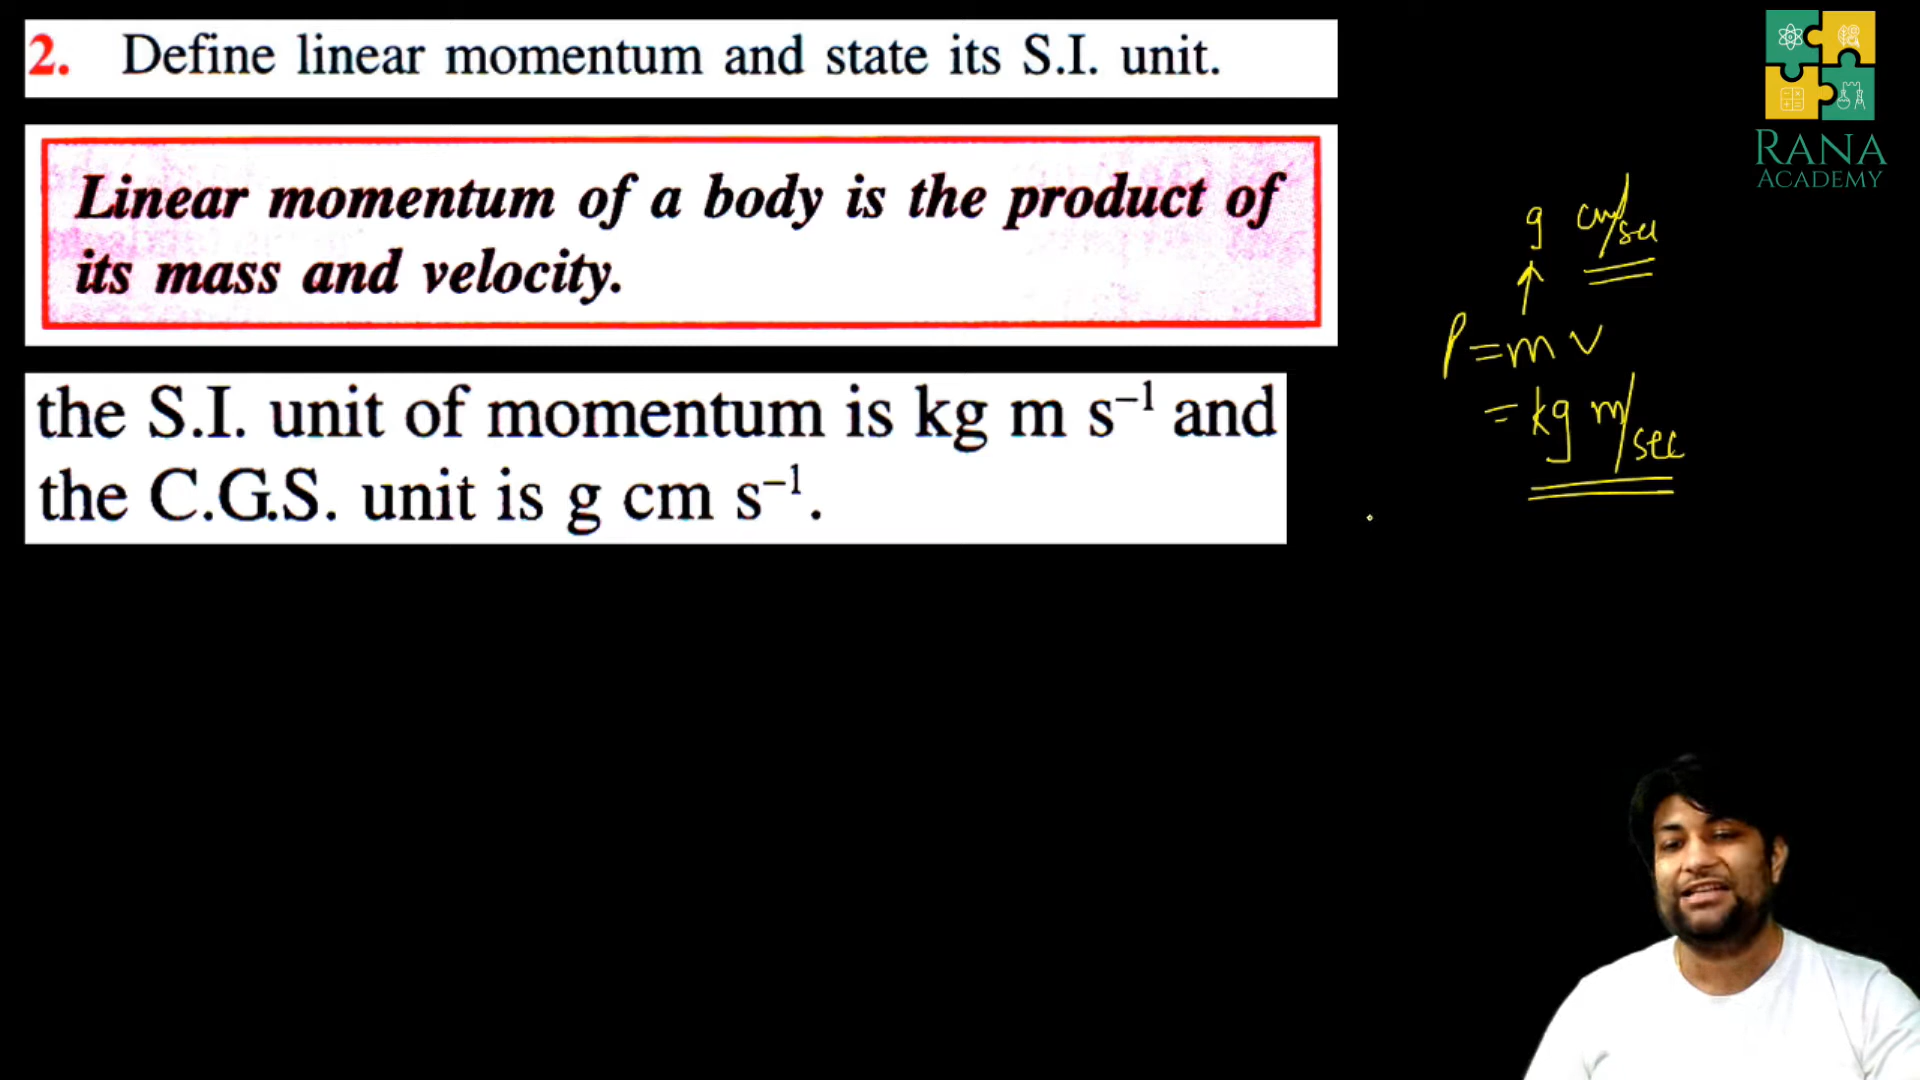 2. Define linear momentum and state its S.I. unit.
Linear momentum of a body is the product of
its mass and velocity.
the S.I. unit of momentum is kg m s⁻¹ and
the C.G.S. unit is g cm s⁻¹.
RANA
ACADEMY
g cm/sec
P = m v
= kg m/sec